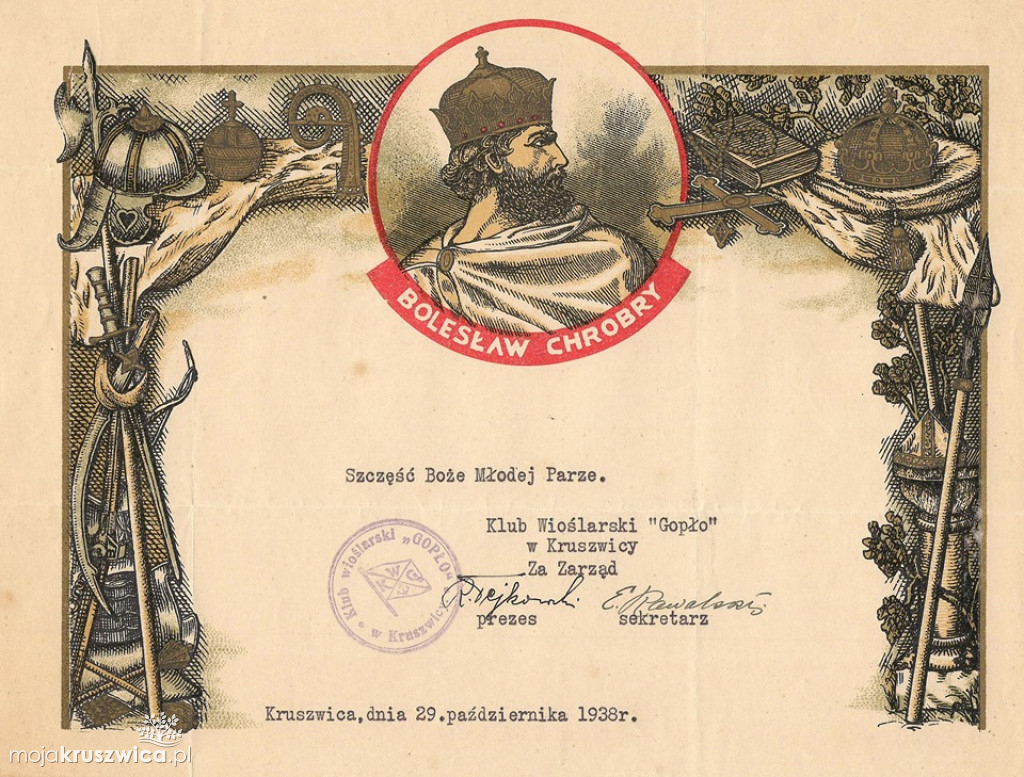 BOLESŁAW CHROBRY
Szczęść Boże Młodej Parze.
Klub Wioślarski "Gopło"
w Kruszwicy
Za Zarząd
prezes sekretarz
Klub wioślarski „GOPŁO"
w Kruszwicy
KWG
Kruszwica,dnia 29.października 1938r.
mojakruszwica.pl